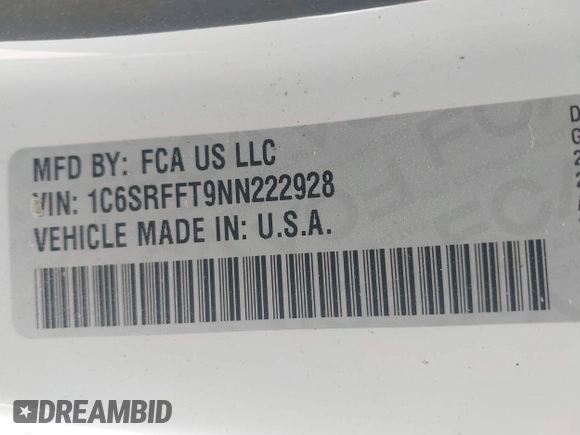 MFD BY: FCA US LLC
VIN: 1C6SRFFT9NN222928
VEHICLE MADE IN: U.S.A.
DREAMBID